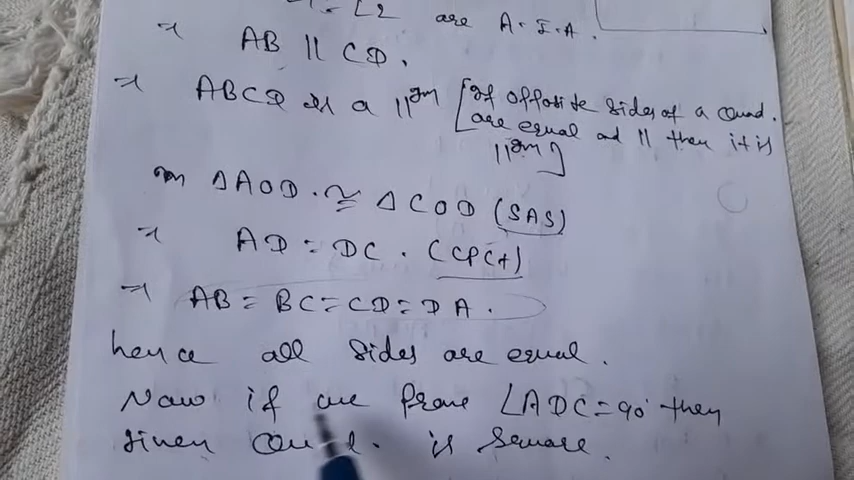 = ∠2 are A.I.A.
⇒ AB || CD.
⇒ ABCD is a ||gm [If opposite sides of a Quad.
are equal and || then it is
||gm]
in ΔAOD ≅ ΔCOD (SAS)
⇒ AD = DC. (CPCt)
⇒ AB = BC = CD = DA.
hence all sides are equal.
Now if we prove ∠ADC = 90° then
given Quad. is Square.